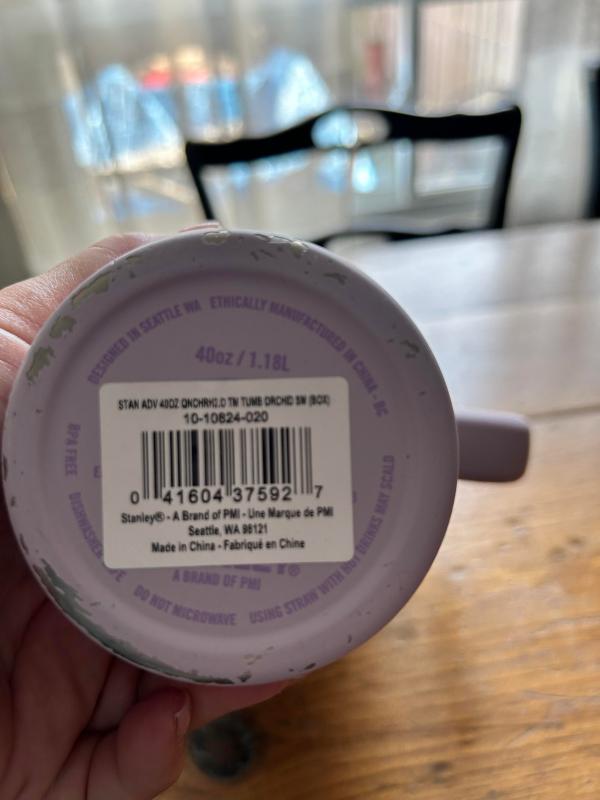 DESIGNED IN SEATTLE WA ETHICALLY MANUFACTURED IN CHINA - BC
40oz / 1.18L
STAN ADV 40OZ QNCHRH2.O TM TUMB ORCHID SM (BOX)
10-10824-020
0 41604 37592 7
Stanley® - A Brand of PMI - Une Marque de PMI
Seattle, WA 98121
Made in China - Fabriqué en Chine
®
A BRAND OF PMI
BPA FREE
DO NOT MICROWAVE
USING STRAW WITH HOT DRINKS MAY SCALD